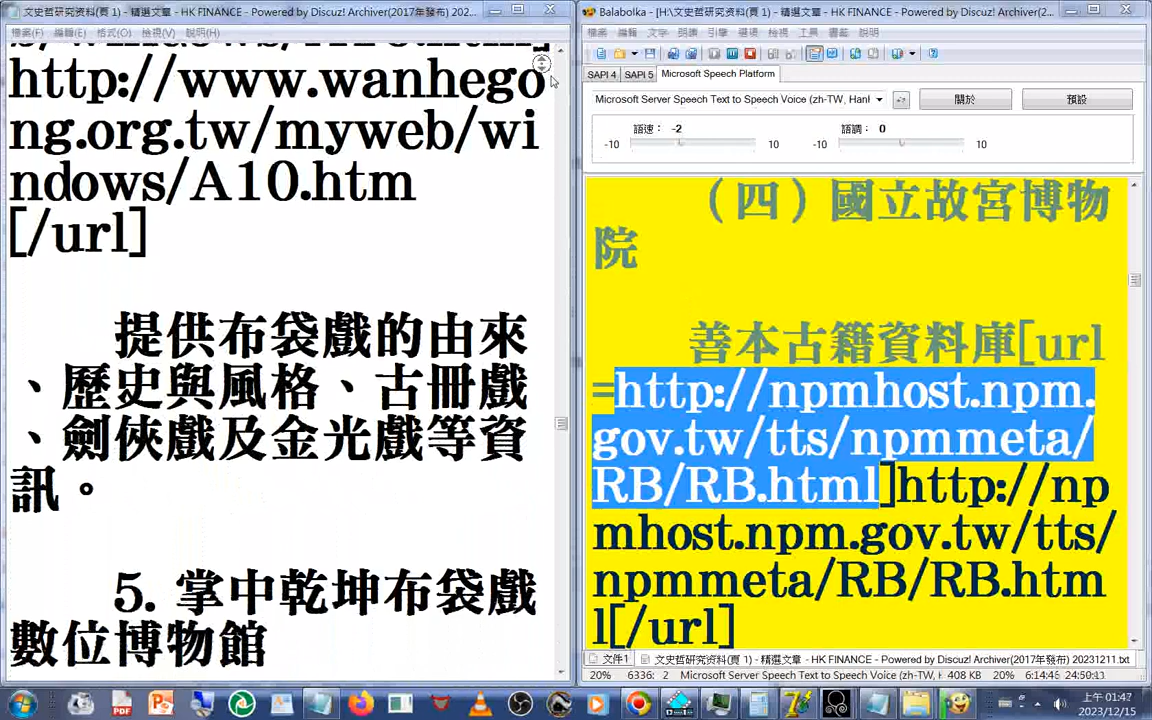 文史哲研究资料(頁 1) - 精選文章 - HK FINANCE - Powered by Discuz! Archiver(2017年發布) 202...
檔案(F) 編輯(E) 格式(O) 檢視(V) 說明(H)
http://www.wanhego
ng.org.tw/myweb/wi
ndows/A10.htm
[/url]
提供布袋戲的由來
、歷史與風格、古冊戲
、劍俠戲及金光戲等資
訊。
5. 掌中乾坤布袋戲
數位博物館
Balabolka - [H:\文史哲研究资料(頁 1) - 精選文章 - HK FINANCE - Powered by Discuz! Archiver(2...
檔案 編輯 文字 朗讀 引擎 選項 檢視 工具 書籤 說明
SAPI 4 SAPI 5 Microsoft Speech Platform
Microsoft Server Speech Text to Speech Voice (zh-TW, Hanl
關於
預設
語速： -2
語調： 0
-10 10 -10 10
（四）國立故宮博物
院
善本古籍資料庫[url
=http://npmhost.npm.
gov.tw/tts/npmmeta/
RB/RB.html]http://np
mhost.npm.gov.tw/tts/
npmmeta/RB/RB.htm
l[/url]
文件1 文史哲研究资料(頁 1) - 精選文章 - HK FINANCE - Powered by Discuz! Archiver(2017年發布) 20231211.txt
20% 6336: 2 Microsoft Server Speech Text to Speech Voice (zh-TW, H 408 KB 20% 6:14:45 24:50:13
上午 01:47
2023/12/15